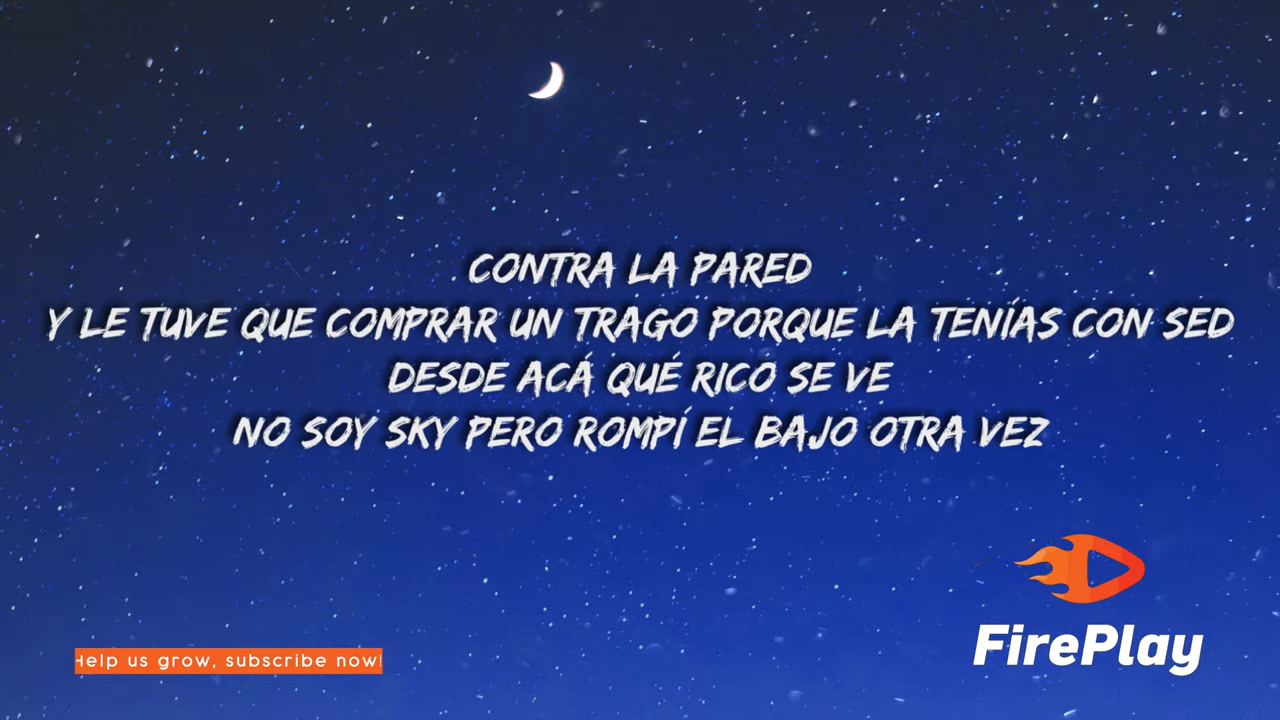 CONTRA LA PARED
Y LE TUVE QUE COMPRAR UN TRAGO PORQUE LA TENÍAS CON SED
DESDE ACÁ QUÉ RICO SE VE
NO SOY SKY PERO ROMPÍ EL BAJO OTRA VEZ
FirePlay
Help us grow, subscribe now!